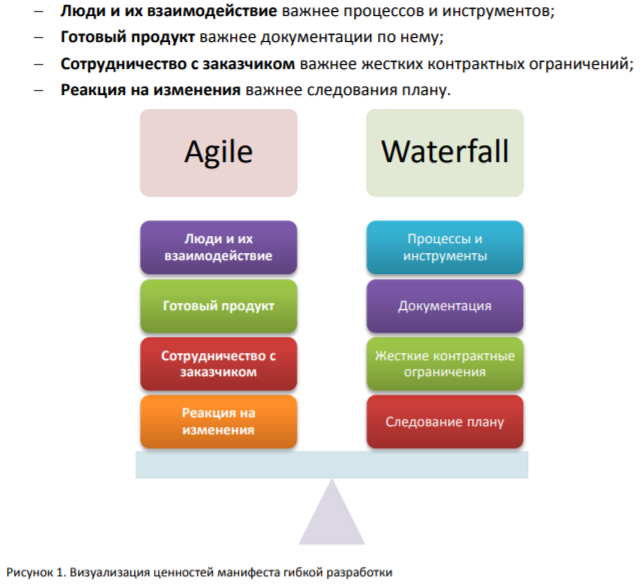 – Люди и их взаимодействие важнее процессов и инструментов;
– Готовый продукт важнее документации по нему;
– Сотрудничество с заказчиком важнее жестких контрактных ограничений;
– Реакция на изменения важнее следования плану.
Agile
Waterfall
Люди и их
взаимодействие
Процессы и
инструменты
Готовый продукт
Документация
Сотрудничество с
заказчиком
Жесткие контрактные
ограничения
Реакция на
изменения
Следование плану
Рисунок 1. Визуализация ценностей манифеста гибкой разработки